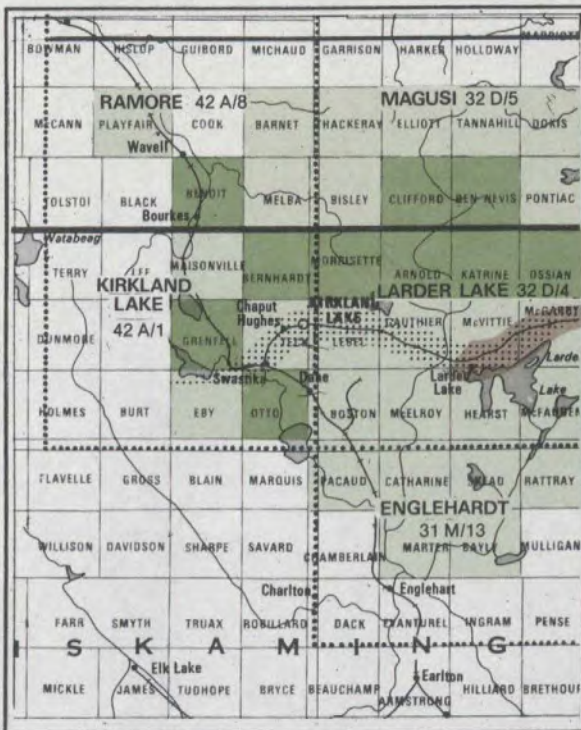 BOWMAN HISLOP GUIBORD MICHAUD GARRISON HARKER HOLLOWAY MARRIOTT
RAMORE 42 A/8 MAGUSI 32 D/5
McCANN PLAYFAIR COOK BARNET THACKERAY ELLIOTT TANNAHILL DOKIS
Wavell
TOLSTOI BLACK BENOIT MELBA BISLEY CLIFFORD BEN NEVIS PONTIAC
Bourkes
Watabeag
TERRY LEE MAISONVILLE BERNHARDT MORRISETTE ARNOLD KATRINE OSSIAN
KIRKLAND LAKE 42 A/1
LARDER LAKE 32 D/4
Chaput Hughes
KIRKLAND LAKE
DUNMORE GRENFELL TECK LEBEL GAUTHIER McVITTIE McGARRY
Swastika Dane Larder Lake
Larder
Lake
HOLMES BURT EBY OTTO BOSTON McELROY HEARST McFADDEN
FLAVELLE GROSS BLAIN MARQUIS PACAUD CATHARINE SKEAD RATTRAY
ENGLEHARDT
31 M/13
WILLISON DAVIDSON SHARPE SAVARD CHAMBERLAIN MARTER BAYLY MULLIGAN
Charlton Englehart
FARR SMYTH TRUAX ROBILLARD DACK EVANTUREL INGRAM PENSE
I S K A M I N G
Elk Lake Earlton
MICKLE JAMES TUDHOPE BRYCE BEAUCHAMP ARMSTRONG HILLIARD BRETHOUR